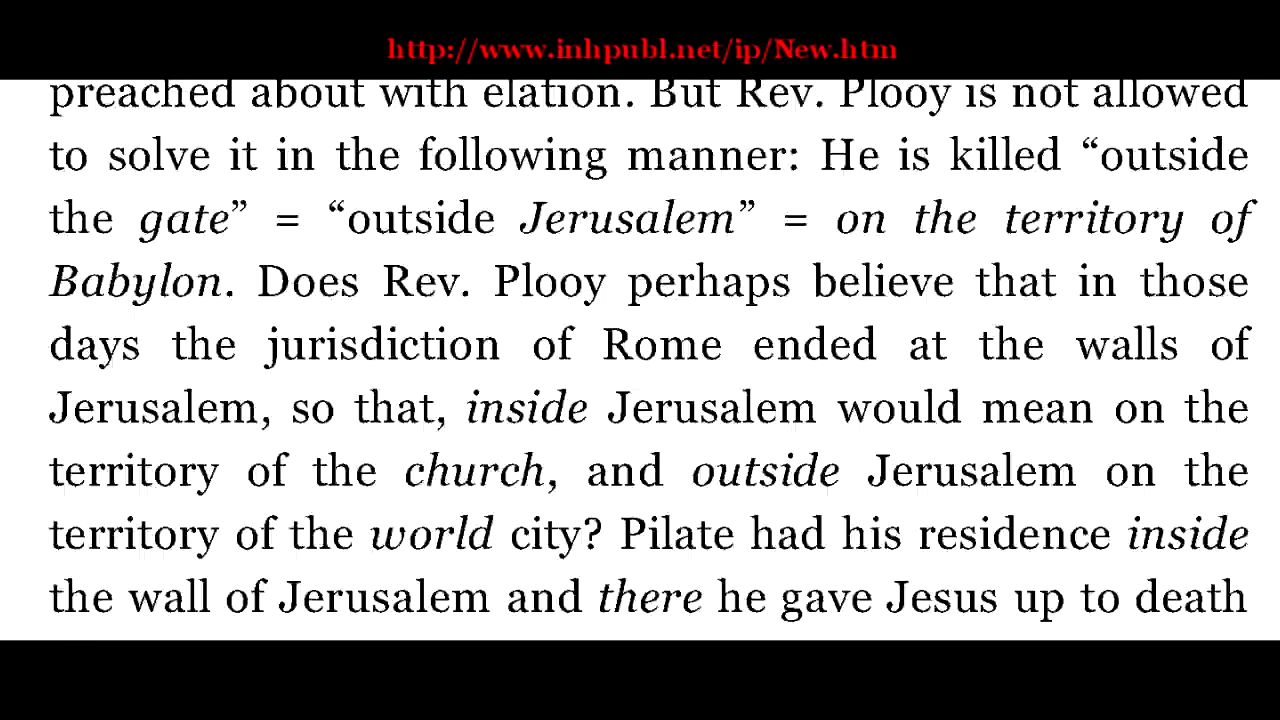 http://www.inhpubl.net/ip/New.htm
preached about with elation. But Rev. Plooy is not allowed
to solve it in the following manner: He is killed “outside
the gate” = “outside Jerusalem” = on the territory of
Babylon. Does Rev. Plooy perhaps believe that in those
days the jurisdiction of Rome ended at the walls of
Jerusalem, so that, inside Jerusalem would mean on the
territory of the church, and outside Jerusalem on the
territory of the world city? Pilate had his residence inside
the wall of Jerusalem and there he gave Jesus up to death